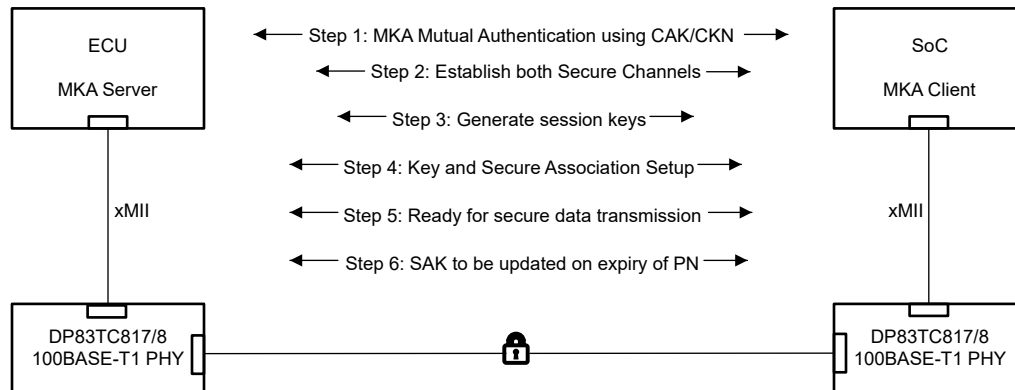 ECU
MKA Server
Step 1: MKA Mutual Authentication using CAK/CKN
Step 2: Establish both Secure Channels
Step 3: Generate session keys
Step 4: Key and Secure Association Setup
Step 5: Ready for secure data transmission
Step 6: SAK to be updated on expiry of PN
SoC
MKA Client
xMII
xMII
DP83TC817/8
100BASE-T1 PHY
DP83TC817/8
100BASE-T1 PHY